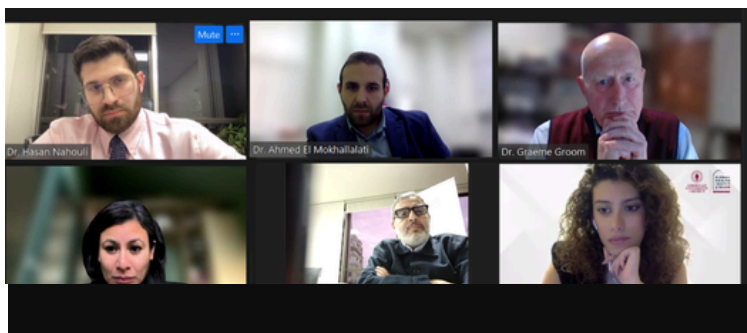 Mute
Dr. Hasan Nahouli
Dr. Ahmed El Mokhallalati
Dr. Graeme Groom